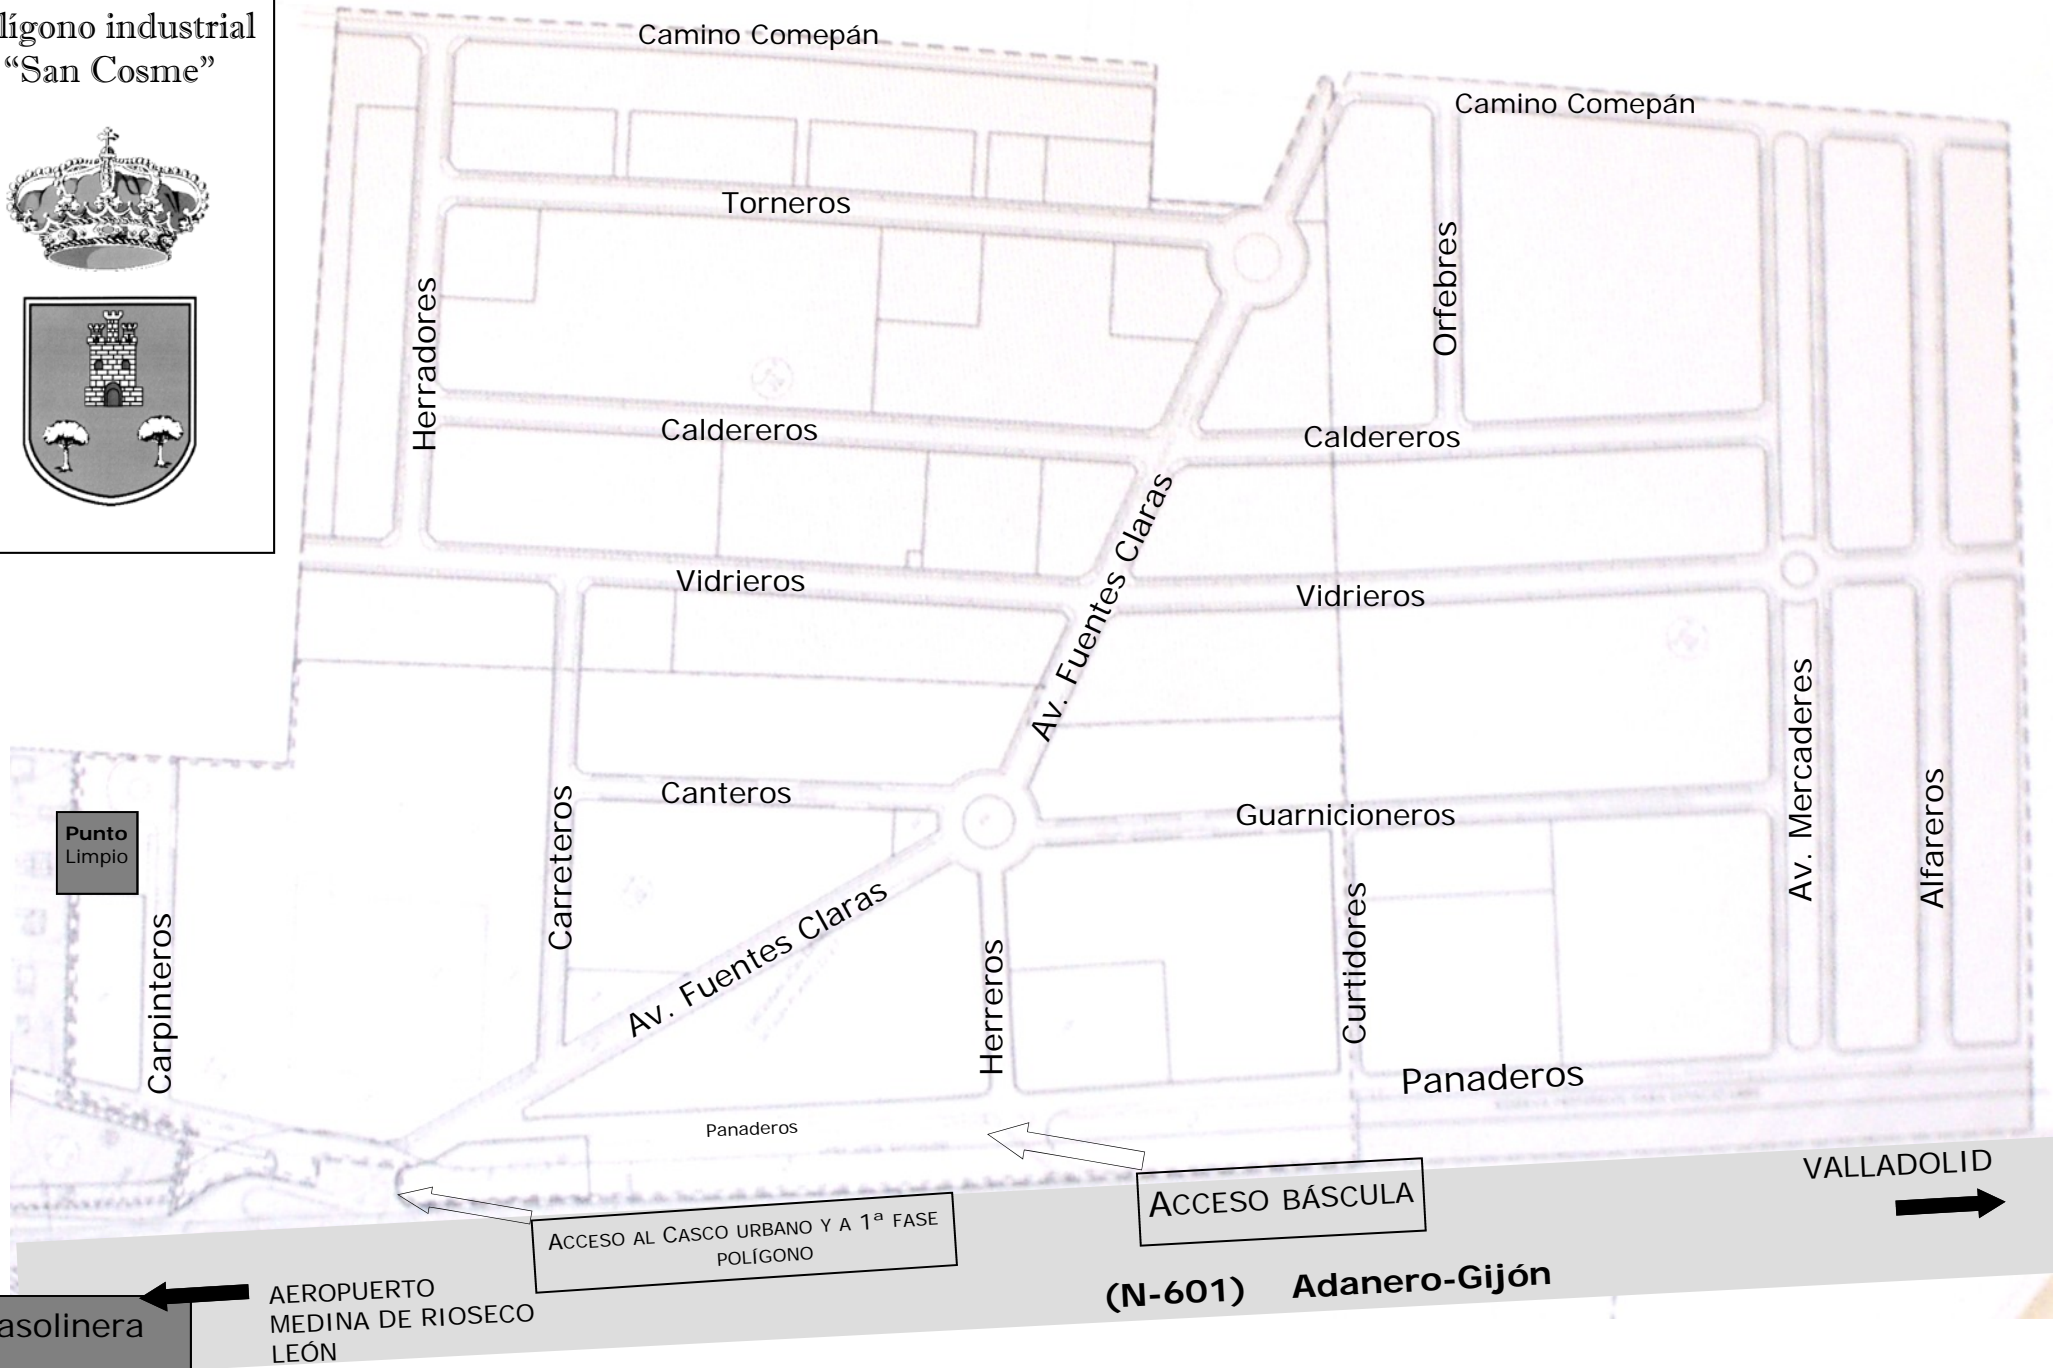 lígono industrial
“San Cosme”
Camino Comepán
Camino Comepán
Torneros
Herradores
Orfebres
Caldereros
Caldereros
Av. Fuentes Claras
Vidrieros
Vidrieros
Av. Mercaderes
Alfareros
Canteros
Guarnicioneros
Punto
Limpio
Carreteros
Carpinteros
Av. Fuentes Claras
Herreros
Curtidores
Panaderos
Panaderos
ACCESO BÁSCULA
VALLADOLID
ACCESO AL CASCO URBANO Y A 1ª FASE
POLÍGONO
(N-601) Adanero-Gijón
AEROPUERTO
MEDINA DE RIOSECO
LEÓN
asolinera